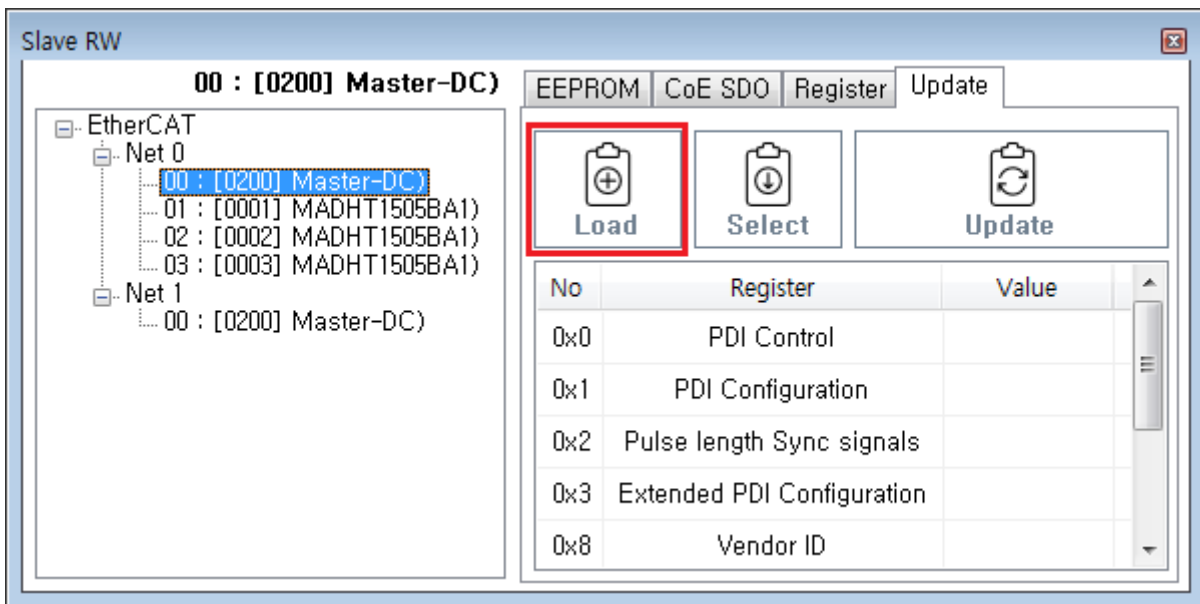 Slave RW
00 : [0200] Master-DC)
EtherCAT
Net 0
00 : [0200] Master-DC)
01 : [0001] MADHT1505BA1)
02 : [0002] MADHT1505BA1)
03 : [0003] MADHT1505BA1)
Net 1
00 : [0200] Master-DC)
EEPROM CoE SDO Register Update
Load Select Update
No Register Value
0x0 PDI Control
0x1 PDI Configuration
0x2 Pulse length Sync signals
0x3 Extended PDI Configuration
0x8 Vendor ID